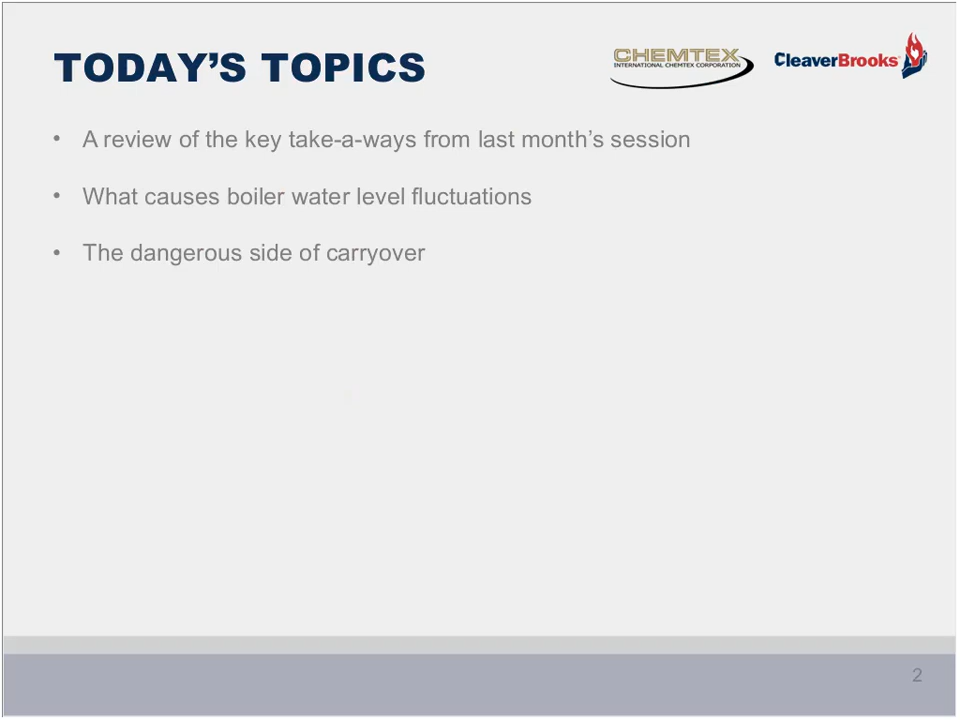 TODAY’S TOPICS
CHEMTEX
INTERNATIONAL CHEMTEX CORPORATION
CleaverBrooks
• A review of the key take-a-ways from last month’s session
• What causes boiler water level fluctuations
• The dangerous side of carryover
2